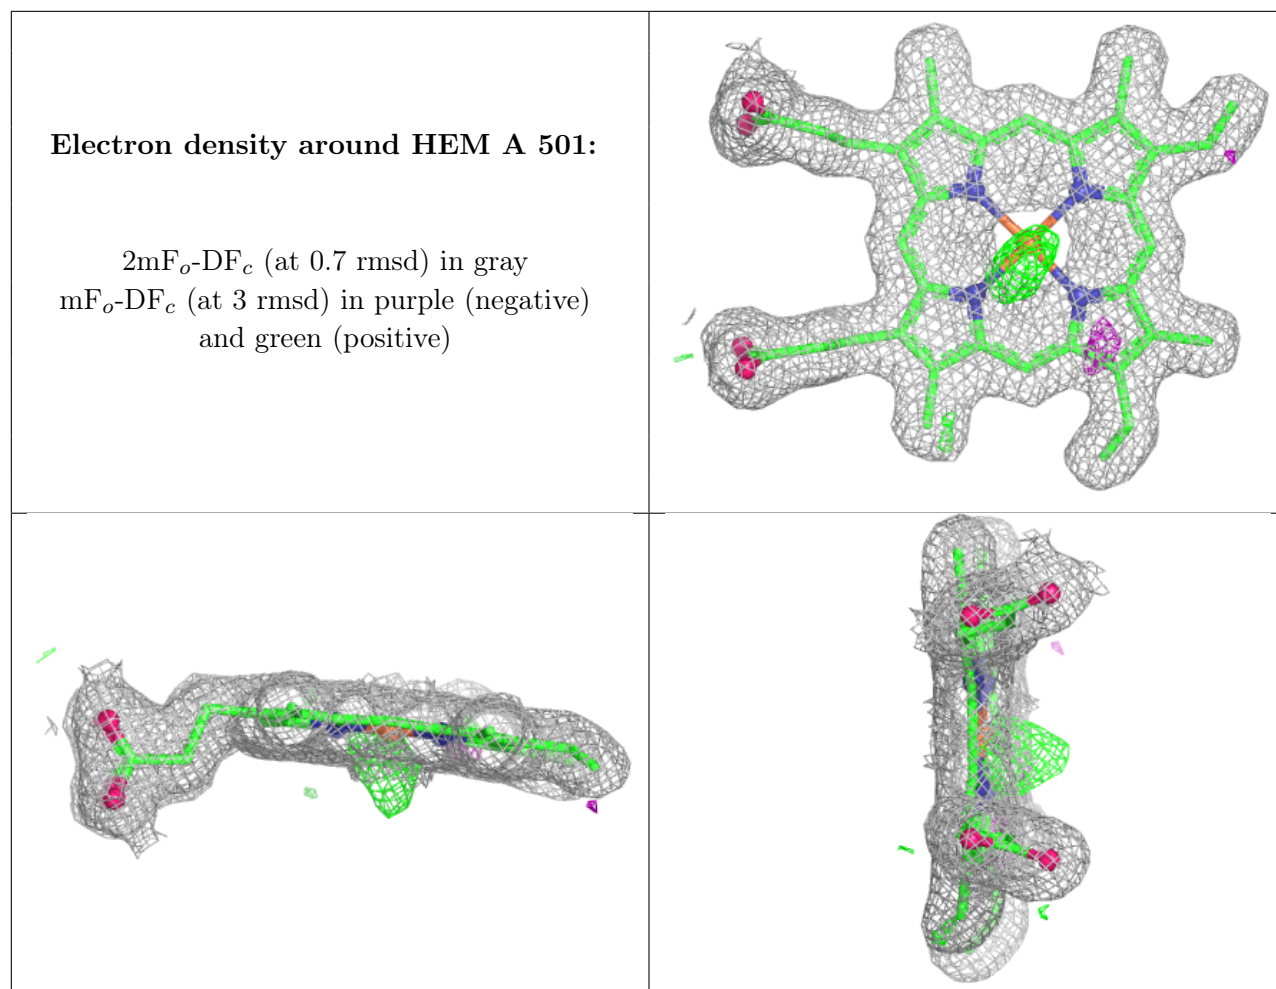 Electron density around HEM A 501:
2mFo-DFc (at 0.7 rmsd) in gray
mFo-DFc (at 3 rmsd) in purple (negative)
and green (positive)